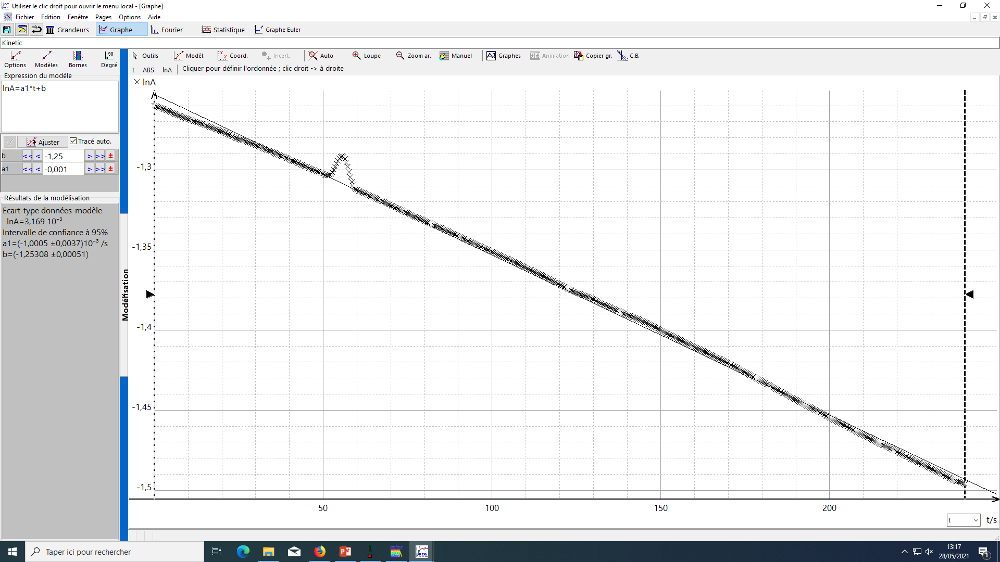 Utiliser le clic droit pour ouvrir le menu local - [Graphe]
Fichier Edition Fenêtre Pages Options Aide
Grandeurs Graphe Fourier Statistique Graphe Euler
Kinetic
Options Modèles Bornes Degré
Outils Modèl. Coord. Incert. Auto Loupe Zoom ar. Manuel Graphes Animation Copier gr. C.B.
t ABS lnA Cliquer pour définir l'ordonnée ; clic droit -> à droite
Expression du modèle
lnA=a1*t+b
Ajuster Tracé auto.
b << < -1,25 > >> ±
a1 << < -0,001 > >> ±
Résultats de la modélisation
Ecart-type données-modèle
lnA=3,169 10⁻³
Intervalle de confiance à 95%
a1=(-1,0005 ±0,0037)10⁻³ /s
b=(-1,25308 ±0,00051)
Modélisation
lnA
-1,3
-1,35
-1,4
-1,45
-1,5
50 100 150 200
t t/s
Taper ici pour rechercher
13:17
28/05/2021
1